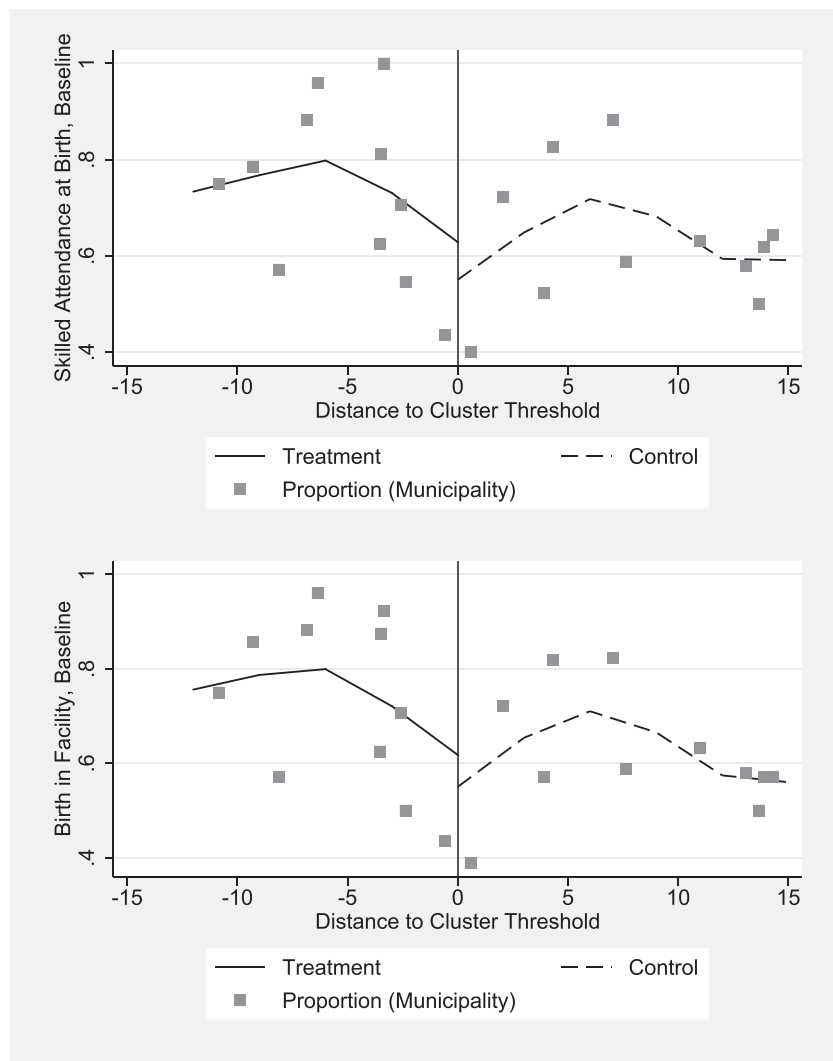 Skilled Attendance at Birth, Baseline
1
.8
.6
.4
-15 -10 -5 0 5 10 15
Distance to Cluster Threshold
Treatment Control
Proportion (Municipality)
Birth in Facility, Baseline
1
.8
.6
.4
-15 -10 -5 0 5 10 15
Distance to Cluster Threshold
Treatment Control
Proportion (Municipality)